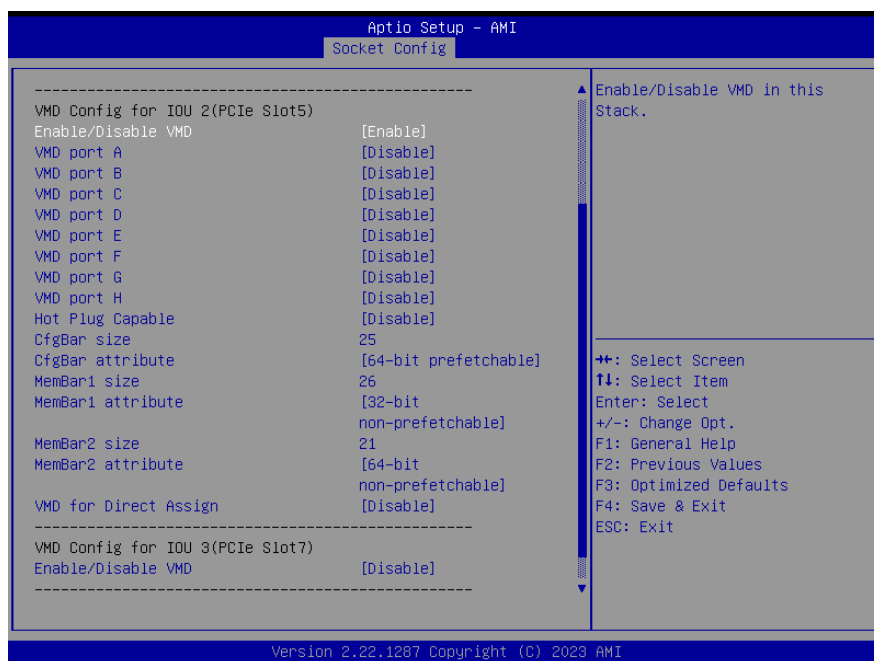 Aptio Setup – AMI
Socket Config
------------------------------------------------
VMD Config for IOU 2(PCIe Slot5)
Enable/Disable VMD [Enable]
VMD port A [Disable]
VMD port B [Disable]
VMD port C [Disable]
VMD port D [Disable]
VMD port E [Disable]
VMD port F [Disable]
VMD port G [Disable]
VMD port H [Disable]
Hot Plug Capable [Disable]
CfgBar size 25
CfgBar attribute [64-bit prefetchable]
MemBar1 size 26
MemBar1 attribute [32-bit
non-prefetchable]
MemBar2 size 21
MemBar2 attribute [64-bit
non-prefetchable]
VMD for Direct Assign [Disable]
------------------------------------------------
VMD Config for IOU 3(PCIe Slot7)
Enable/Disable VMD [Disable]
------------------------------------------------
Enable/Disable VMD in this
Stack.
→←: Select Screen
↑↓: Select Item
Enter: Select
+/-: Change Opt.
F1: General Help
F2: Previous Values
F3: Optimized Defaults
F4: Save & Exit
ESC: Exit
Version 2.22.1287 Copyright (C) 2023 AMI